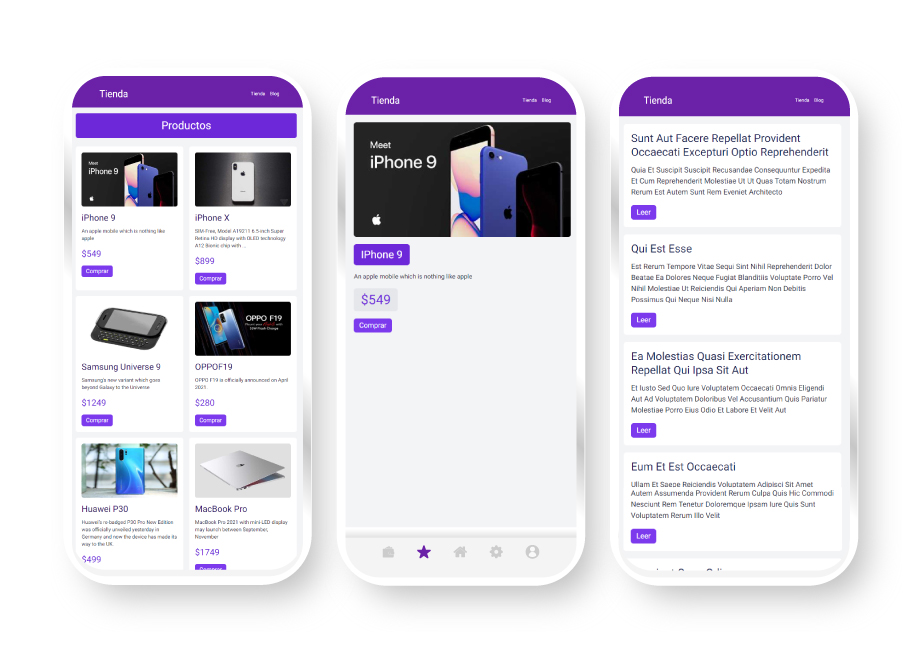 Tienda
Tienda Blog
Productos
Meet
iPhone 9
iPhone 9
An apple mobile which is nothing like
apple
$549
Comprar
iPhone X
SIM-Free, Model A19211 6.5-inch Super
Retina HD display with OLED technology
A12 Bionic chip with ...
$899
Comprar
Samsung Universe 9
Samsung's new variant which goes
beyond Galaxy to the Universe
$1249
Comprar
OPPO F19
OPPOF19
OPPO F19 is officially announced on April
2021.
$280
Comprar
Huawei P30
Huawei's re-badged P30 Pro New Edition
was officially unveiled yesterday in
Germany and now the device has made its
way to the UK.
$499
MacBook Pro
MacBook Pro 2021 with mini-LED display
may launch between September,
November
$1749
Comprar
Tienda
Tienda Blog
Meet
iPhone 9
IPhone 9
An apple mobile which is nothing like apple
$549
Comprar
Tienda
Tienda Blog
Sunt Aut Facere Repellat Provident
Occaecati Excepturi Optio Reprehenderit
Quia Et Suscipit Suscipit Recusandae Consequuntur Expedita
Et Cum Reprehenderit Molestiae Ut Ut Quas Totam Nostrum
Rerum Est Autem Sunt Rem Eveniet Architecto
Leer
Qui Est Esse
Est Rerum Tempore Vitae Sequi Sint Nihil Reprehenderit Dolor
Beatae Ea Dolores Neque Fugiat Blanditiis Voluptate Porro Vel
Nihil Molestiae Ut Reiciendis Qui Aperiam Non Debitis
Possimus Qui Neque Nisi Nulla
Leer
Ea Molestias Quasi Exercitationem
Repellat Qui Ipsa Sit Aut
Et Iusto Sed Quo Iure Voluptatem Occaecati Omnis Eligendi
Aut Ad Voluptatem Doloribus Vel Accusantium Quis Pariatur
Molestiae Porro Eius Odio Et Labore Et Velit Aut
Leer
Eum Et Est Occaecati
Ullam Et Saepe Reiciendis Voluptatem Adipisci Sit Amet
Autem Assumenda Provident Rerum Culpa Quis Hic Commodi
Nesciunt Rem Tenetur Doloremque Ipsam Iure Quis Sunt
Voluptatem Rerum Illo Velit
Leer